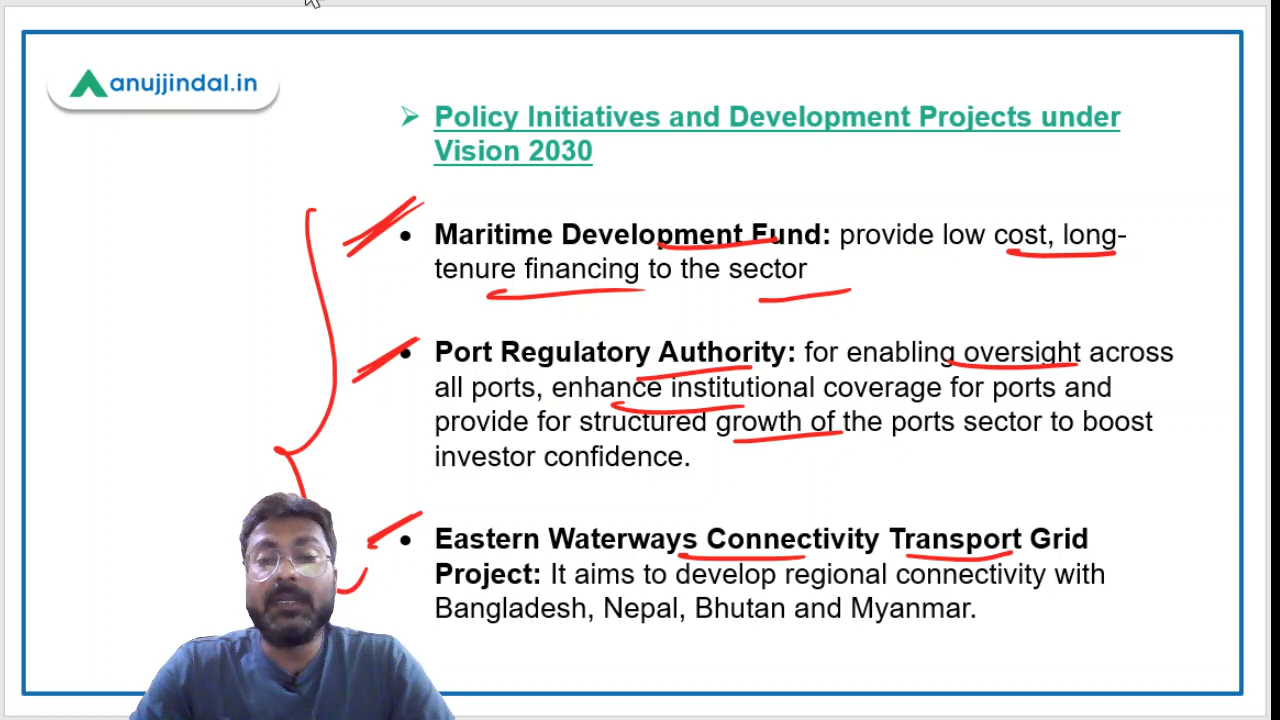 anujjindal.in
➢ Policy Initiatives and Development Projects under
Vision 2030
• Maritime Development Fund: provide low cost, long-
tenure financing to the sector
• Port Regulatory Authority: for enabling oversight across
all ports, enhance institutional coverage for ports and
provide for structured growth of the ports sector to boost
investor confidence.
• Eastern Waterways Connectivity Transport Grid
Project: It aims to develop regional connectivity with
Bangladesh, Nepal, Bhutan and Myanmar.